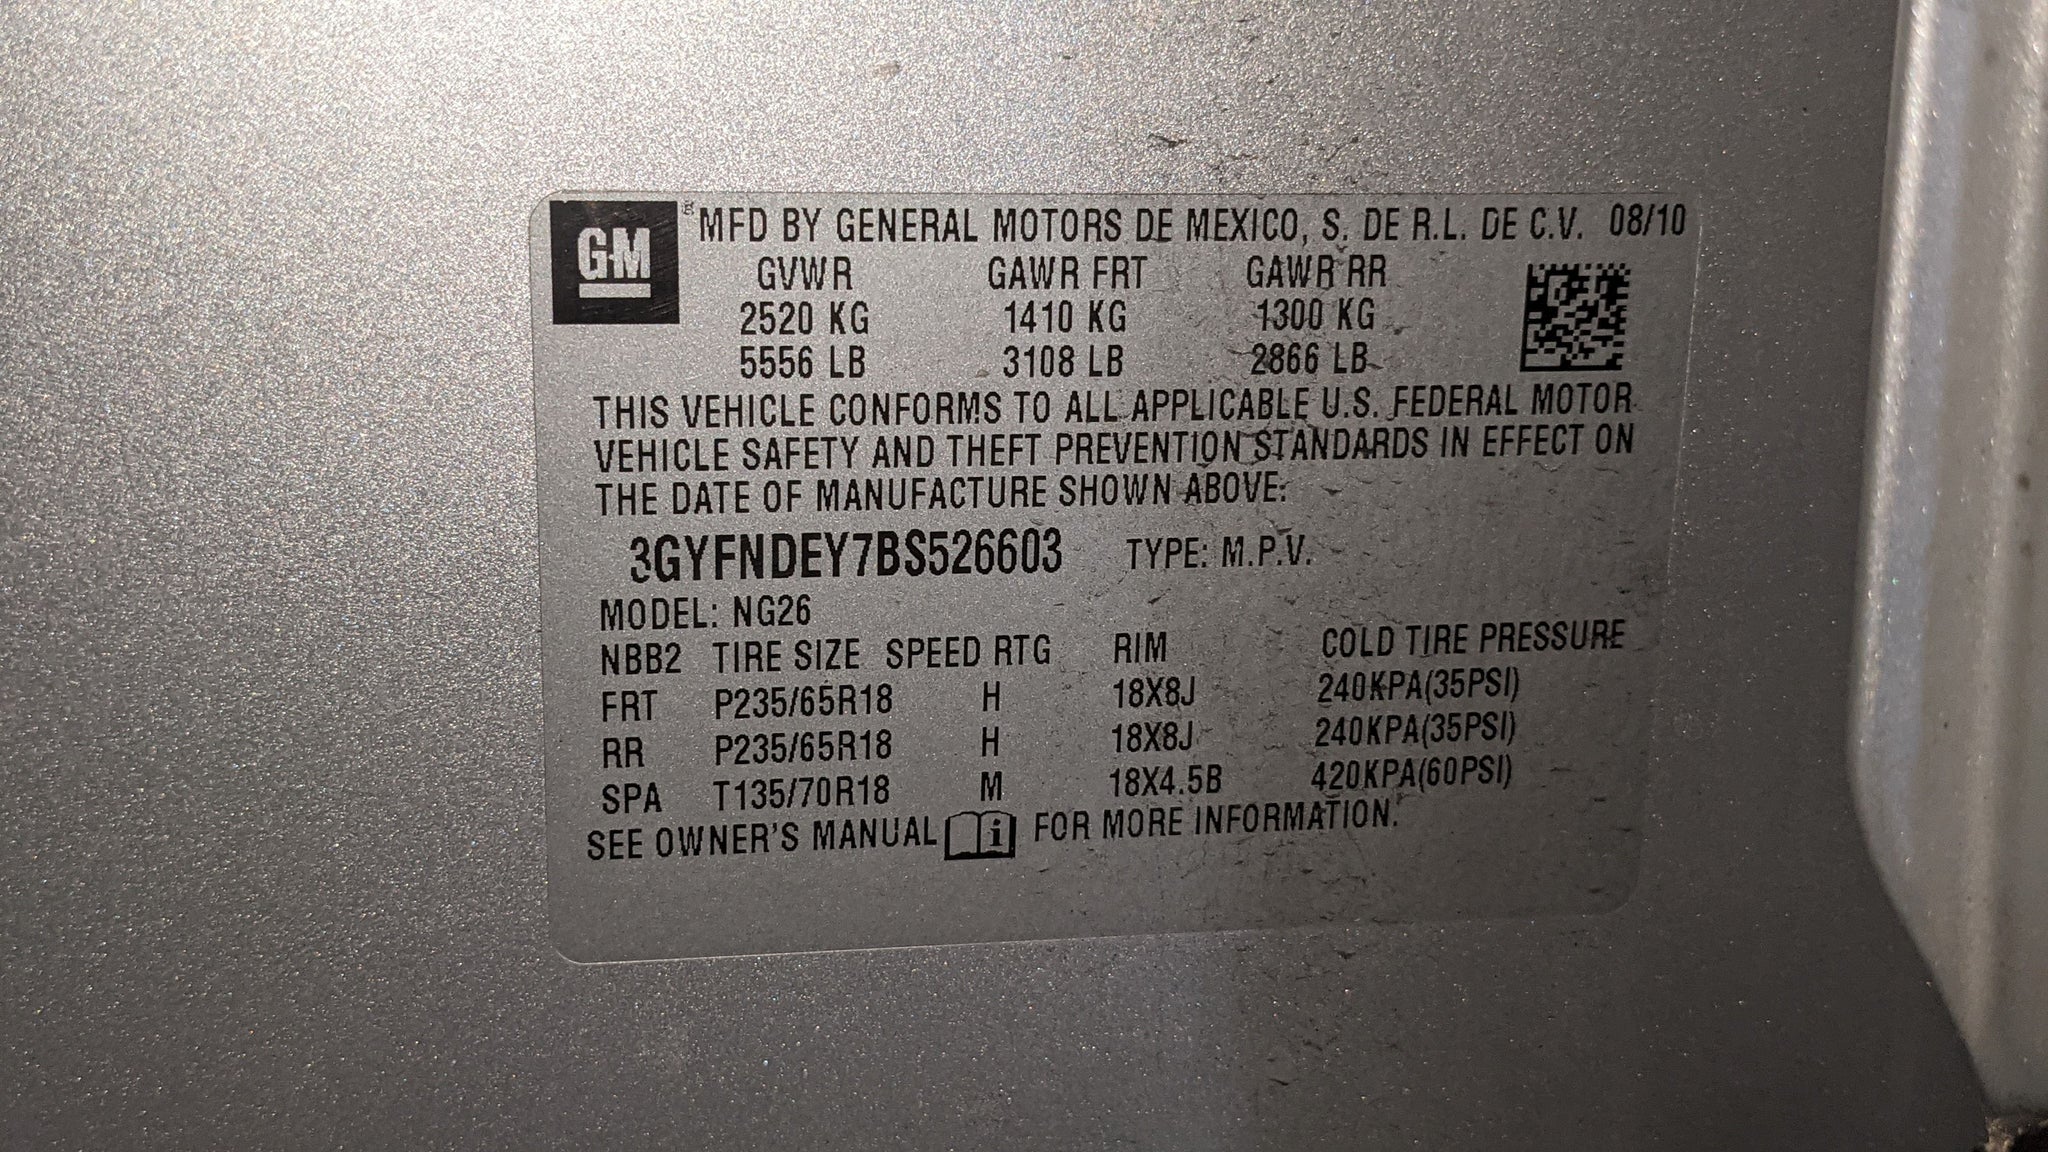 GM ® MFD BY GENERAL MOTORS DE MEXICO, S. DE R.L. DE C.V. 08/10
GVWR GAWR FRT GAWR RR
2520 KG 1410 KG 1300 KG
5556 LB 3108 LB 2866 LB
THIS VEHICLE CONFORMS TO ALL APPLICABLE U.S. FEDERAL MOTOR
VEHICLE SAFETY AND THEFT PREVENTION STANDARDS IN EFFECT ON
THE DATE OF MANUFACTURE SHOWN ABOVE:
3GYFNDEY7BS526603 TYPE: M.P.V.
MODEL: NG26
NBB2 TIRE SIZE SPEED RTG RIM COLD TIRE PRESSURE
FRT P235/65R18 H 18X8J 240KPA(35PSI)
RR P235/65R18 H 18X8J 240KPA(35PSI)
SPA T135/70R18 M 18X4.5B 420KPA(60PSI)
SEE OWNER'S MANUAL i FOR MORE INFORMATION.